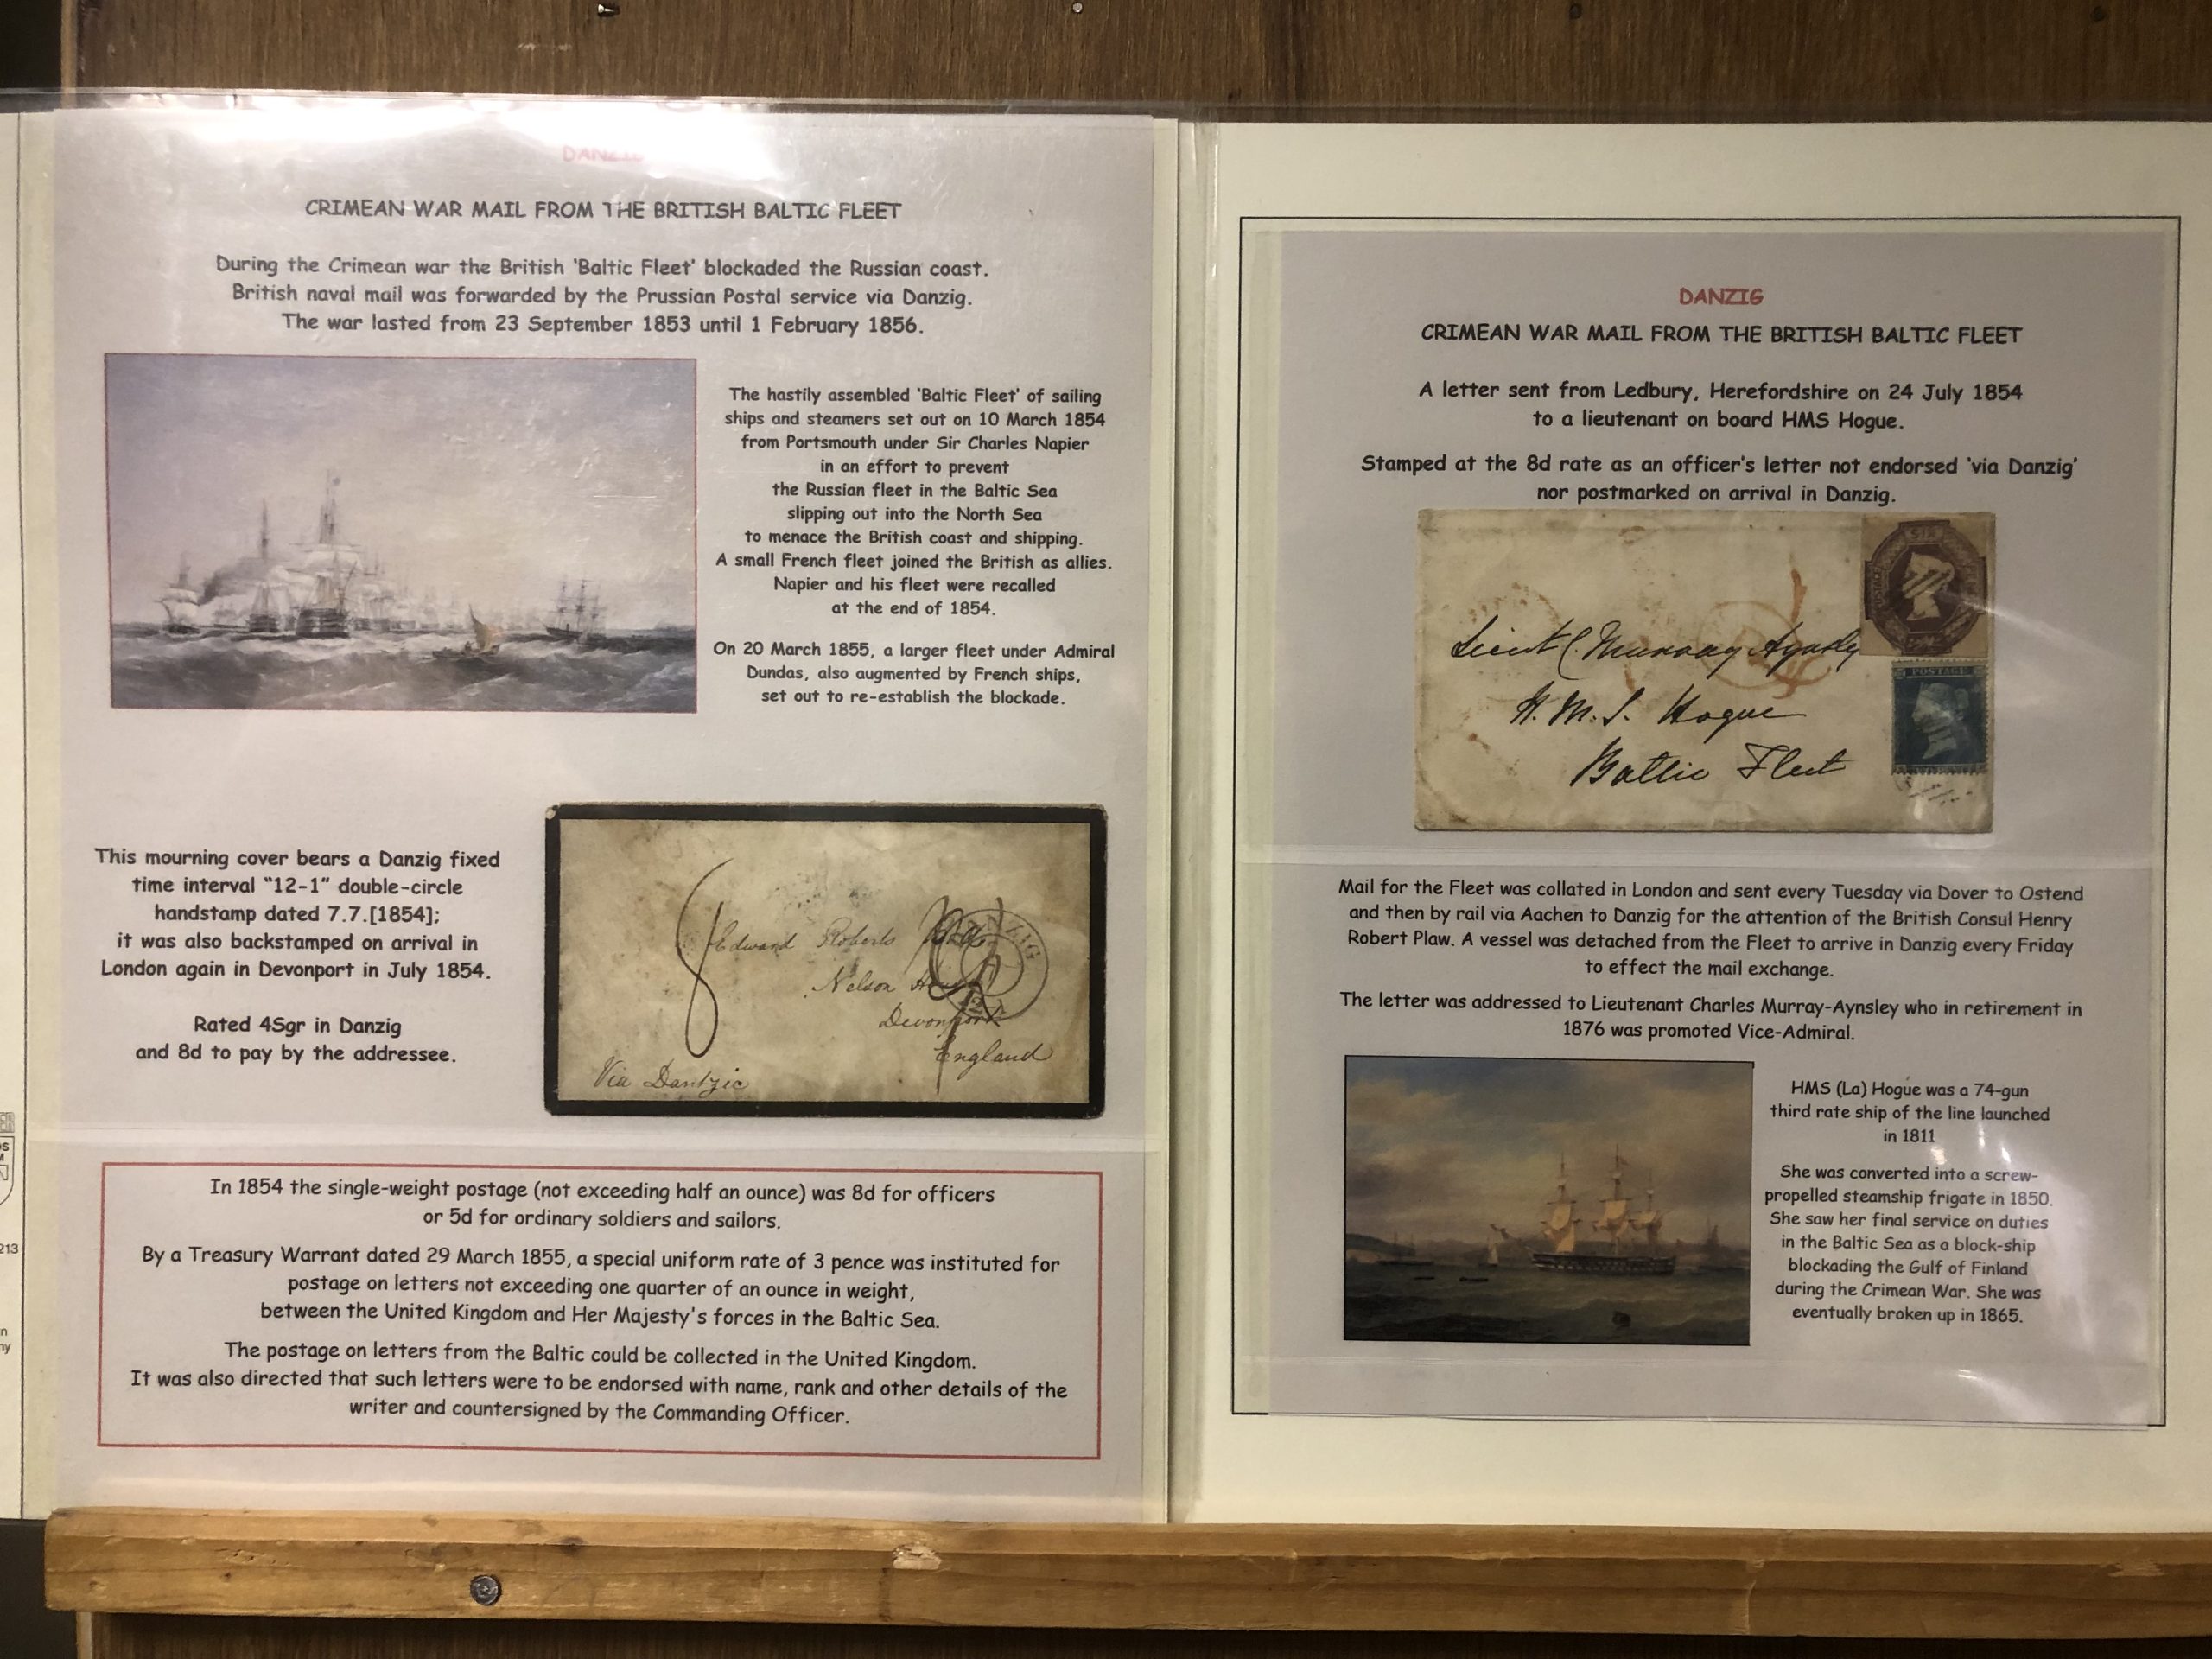 DANZIG
CRIMEAN WAR MAIL FROM THE BRITISH BALTIC FLEET
During the Crimean war the British 'Baltic Fleet' blockaded the Russian coast.
British naval mail was forwarded by the Prussian Postal service via Danzig.
The war lasted from 23 September 1853 until 1 February 1856.
The hastily assembled 'Baltic Fleet' of sailing
ships and steamers set out on 10 March 1854
from Portsmouth under Sir Charles Napier
in an effort to prevent
the Russian fleet in the Baltic Sea
slipping out into the North Sea
to menace the British coast and shipping.
A small French fleet joined the British as allies.
Napier and his fleet were recalled
at the end of 1854.
On 20 March 1855, a larger fleet under Admiral
Dundas, also augmented by French ships,
set out to re-establish the blockade.
This mourning cover bears a Danzig fixed
time interval "12-1" double-circle
handstamp dated 7.7.[1854];
it was also backstamped on arrival in
London again in Devonport in July 1854.
Rated 4Sgr in Danzig
and 8d to pay by the addressee.
8
Edward Roberts
Nelson
Devonport
England
Via Dantzic
In 1854 the single-weight postage (not exceeding half an ounce) was 8d for officers
or 5d for ordinary soldiers and sailors.
By a Treasury Warrant dated 29 March 1855, a special uniform rate of 3 pence was instituted for
postage on letters not exceeding one quarter of an ounce in weight,
between the United Kingdom and Her Majesty's forces in the Baltic Sea.
The postage on letters from the Baltic could be collected in the United Kingdom.
It was also directed that such letters were to be endorsed with name, rank and other details of the
writer and countersigned by the Commanding Officer.
213
DANZIG
CRIMEAN WAR MAIL FROM THE BRITISH BALTIC FLEET
A letter sent from Ledbury, Herefordshire on 24 July 1854
to a lieutenant on board HMS Hogue.
Stamped at the 8d rate as an officer's letter not endorsed 'via Danzig'
nor postmarked on arrival in Danzig.
SIX
POSTAGE
Lieut C. Murray Aynsley
H.M.S. Hogue
Baltic Fleet
Mail for the Fleet was collated in London and sent every Tuesday via Dover to Ostend
and then by rail via Aachen to Danzig for the attention of the British Consul Henry
Robert Plaw. A vessel was detached from the Fleet to arrive in Danzig every Friday
to effect the mail exchange.
The letter was addressed to Lieutenant Charles Murray-Aynsley who in retirement in
1876 was promoted Vice-Admiral.
HMS (La) Hogue was a 74-gun
third rate ship of the line launched
in 1811
She was converted into a screw-
propelled steamship frigate in 1850.
She saw her final service on duties
in the Baltic Sea as a block-ship
blockading the Gulf of Finland
during the Crimean War. She was
eventually broken up in 1865.